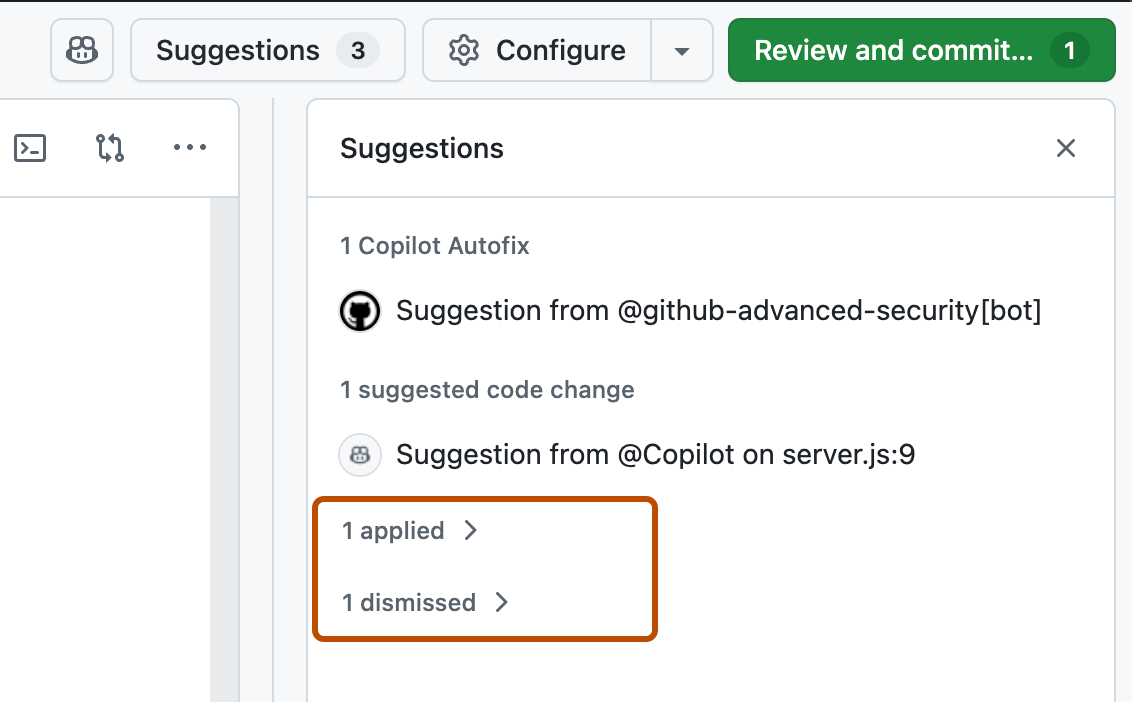 Suggestions 3 Configure Review and commit... 1
Suggestions
1 Copilot Autofix
Suggestion from @github-advanced-security[bot]
1 suggested code change
Suggestion from @Copilot on server.js:9
1 applied
1 dismissed